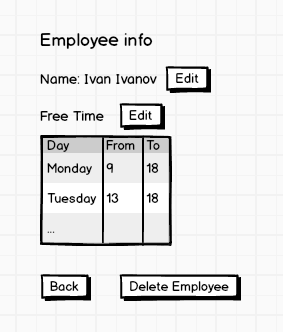 Employee info
Name: Ivan Ivanov Edit
Free Time Edit
Day From To
Monday 9 18
Tuesday 13 18
...
Back Delete Employee